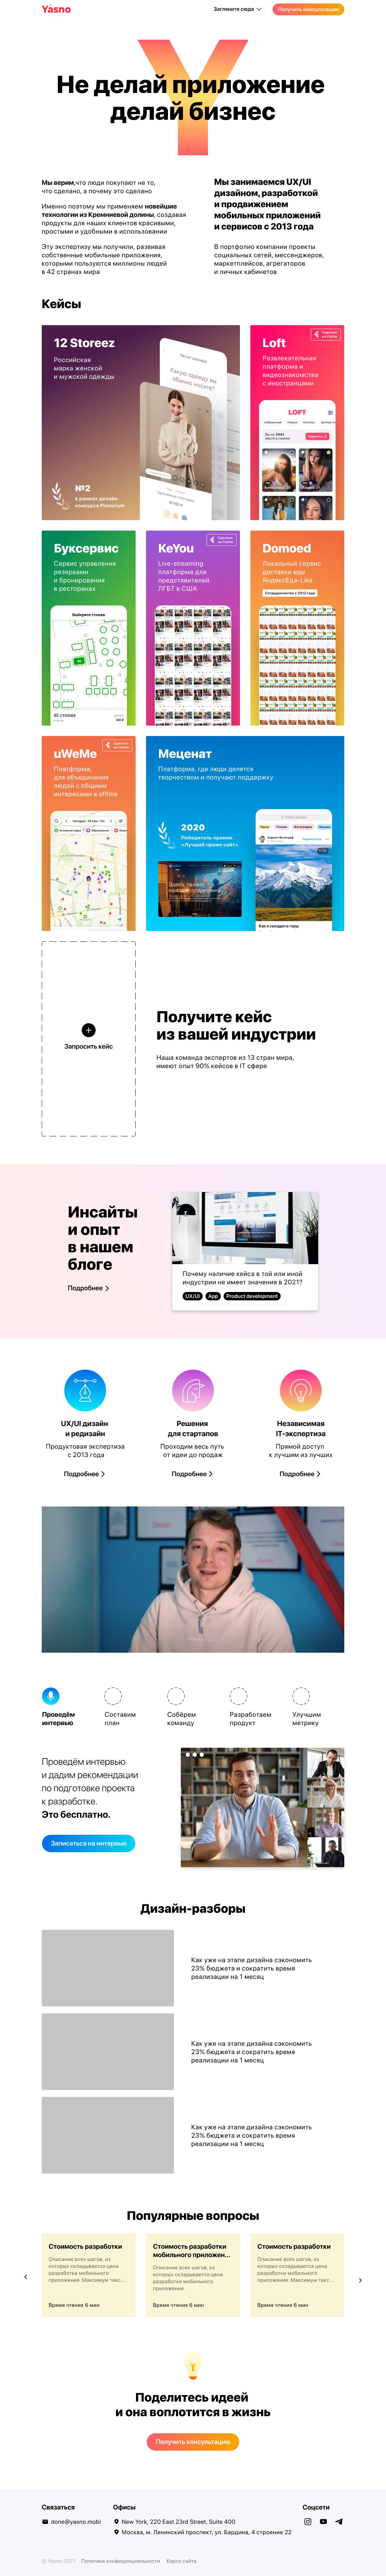 Yasno
Загляните сюда
Получить консультацию
Не делай приложение
делай бизнес
Мы верим, что люди покупают не то,
что сделано, а почему это сделано
Именно поэтому мы применяем новейшие
технологии из Кремниевой долины, создавая
продукты для наших клиентов красивыми,
простыми и удобными в использовании
Эту экспертизу мы получили, развивая
собственные мобильные приложения,
которыми пользуются миллионы людей
в 42 странах мира
Мы занимаемся UX/UI
дизайном, разработкой
и продвижением
мобильных приложений
и сервисов с 2013 года
В портфолио компании проекты
социальных сетей, мессенджеров,
маркетплейсов, агрегаторов
и личных кабинетов
Кейсы
12 Storeez
Российская
марка женской
и мужской одежды
Какую одежду вы
обычно носите?
№2
в рамках дизайн
конкурса Pinterium
Loft
Сделано
на Flutter
Развлекательная
платформа и
видеознакомства
с иностранцами
LOFT
Буксервис
Сервис управления
резервами
и бронирования
в ресторанах
Выберите столик
40 столик
KeYou
Сделано
на Flutter
Live-streaming
платформа для
представителей
ЛГБТ в США
Domoed
Локальный сервис
доставки еды
ЯндексЕда-Like
Сотрудничество с 2013 года
uWeMe
Сделано
на Flutter
Платформа,
для объединения
людей с общими
интересами в offline
Меценат
Платформа, где люди делятся
творчеством и получают поддержку
2020
Победитель премии
«Лучший промо сайт»
Как я съездил в горы
Запросить кейс
Получите кейс
из вашей индустрии
Наша команда экспертов из 13 стран мира,
имеют опыт 90% кейсов в IT сфере
Инсайты
и опыт
в нашем
блоге
Подробнее
Почему наличие кейса в той или иной
индустрии не имеет значения в 2021?
UX/UI
App
Product development
UX/UI дизайн
и редизайн
Продуктовая экспертиза
с 2013 года
Подробнее
Решения
для стартапов
Проходим весь путь
от идеи до продаж
Подробнее
Независимая
IT-экспертиза
Прямой доступ
к лучшим из лучших
Подробнее
Проведём
интервью
Составим
план
Соберём
команду
Разработаем
продукт
Улучшим
метрику
Проведём интервью
и дадим рекомендации
по подготовке проекта
к разработке.
Это бесплатно.
Записаться на интервью
Дизайн-разборы
Как уже на этапе дизайна сэкономить
23% бюджета и сократить время
реализации на 1 месяц
Как уже на этапе дизайна сэкономить
23% бюджета и сократить время
реализации на 1 месяц
Как уже на этапе дизайна сэкономить
23% бюджета и сократить время
реализации на 1 месяц
Популярные вопросы
Стоимость разработки
Описание всех шагов, из
которых складывается цена
разработки мобильного
приложения. Максимум текс...
Время чтения 6 мин
Стоимость разработки
мобильного приложен...
Описание всех шагов, из
которых складывается цена
разработки мобильного
приложения.
Время чтения 6 мин
Стоимость разработки
Описание всех шагов, из
которых складывается цена
разработки мобильного
приложения. Максимум текс...
Время чтения 6 мин
Поделитесь идеей
и она воплотится в жизнь
Получить консультацию
Связаться
done@yasno.mobi
Офисы
New York, 220 East 23rd Street, Suite 400
Москва, м. Ленинский проспект, ул. Бардина, 4 строение 22
Соцсети
© Yasno 2021
Политика конфиденциальности
Карта сайта